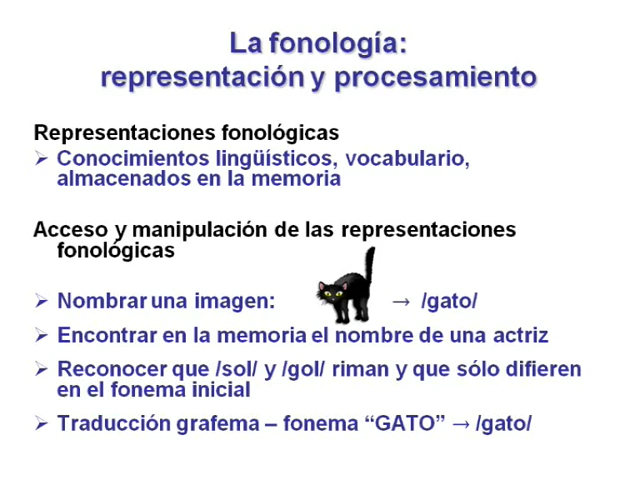 La fonología:
representación y procesamiento
Representaciones fonológicas
➢ Conocimientos lingüísticos, vocabulario,
almacenados en la memoria
Acceso y manipulación de las representaciones
fonológicas
➢ Nombrar una imagen: → /gato/
➢ Encontrar en la memoria el nombre de una actriz
➢ Reconocer que /sol/ y /gol/ riman y que sólo difieren
en el fonema inicial
➢ Traducción grafema – fonema “GATO” → /gato/